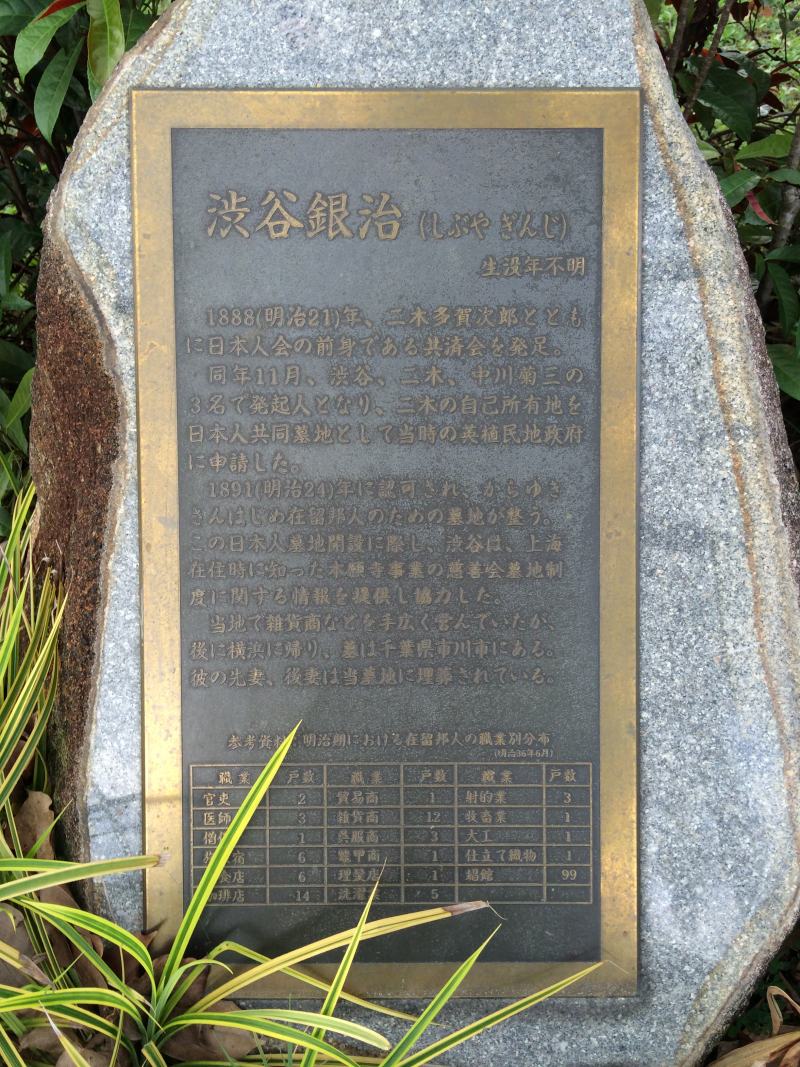 渋谷銀治 (しぶや ぎんじ)
生没年不明
1888(明治21)年、二木多賀次郎ととも
に日本人会の前身である共済会を発足。
同年11月、渋谷、二木、中川菊三の
3名で発起人となり、二木の自己所有地を
日本人共同墓地として当時の英植民地政府
に申請した。
1891(明治24)年に認可され、からゆき
さんはじめ在留邦人のための墓地が整う。
この日本人墓地開設に際し、渋谷は、上海
在住時に知った本願寺事業の慈善会墓地制
度に関する情報を提供し協力した。
当地で雑貨商などを手広く営んでいたが、
後に横浜に帰り、墓は千葉県市川市にある。
彼の先妻、後妻は当墓地に埋葬されている。
参考資料：明治期における在留邦人の職業別分布
(明治36年6月)
職業 戸数 職業 戸数 職業 戸数
官吏 2 貿易商 1 射的業 3
医師 3 雑貨商 12 牧畜業 1
僧 1 呉服商 3 大工 1
宿 6 鼈甲商 1 仕立て織物 1
食店 6 理髪店 娼館 99
珈琲店 14 洗濯 5